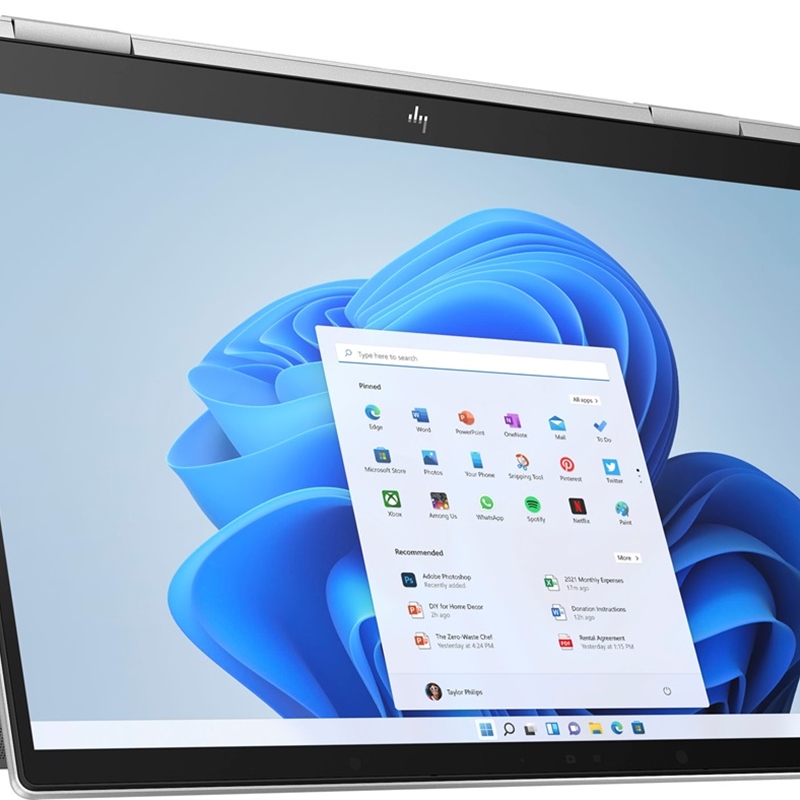 hp
Type here to search
Pinned
All apps >
Edge
Word
PowerPoint
OneNote
Mail
To Do
Microsoft Store
Photos
Your Phone
Snipping Tool
Pinterest
Twitter
Xbox
Among Us
WhatsApp
Spotify
Netflix
Paint
Recommended
More >
Ps
Adobe Photoshop
Recently added
2021 Monthly Expenses
17m ago
DIY for Home Decor
2h ago
Donation Instructions
12h ago
The Zero-Waste Chef
Yesterday at 4:24 PM
PDF
Rental Agreement
Yesterday at 1:15 PM
Taylor Philips